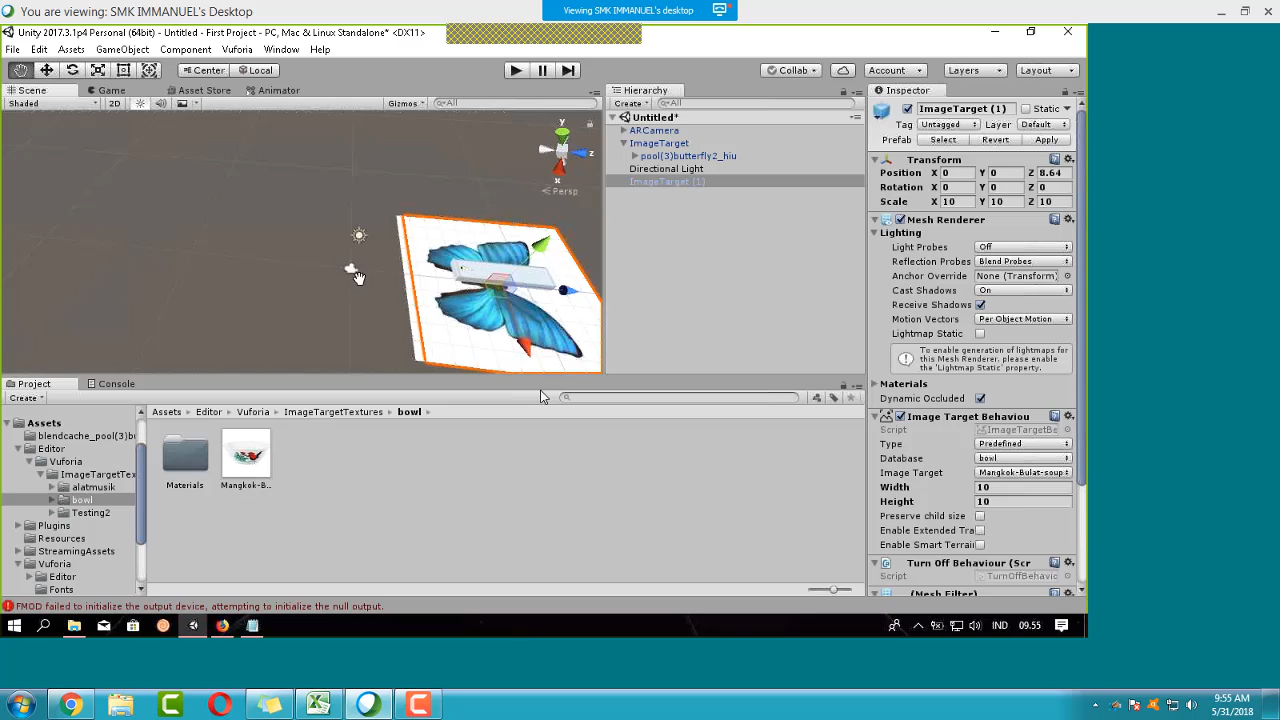 You are viewing: SMK IMMANUEL's Desktop
Viewing SMK IMMANUEL's desktop
Unity 2017.3.1p4 Personal (64bit) - Untitled - First Project - PC, Mac & Linux Standalone* <DX11>
File Edit Assets GameObject Component Vuforia Window Help
Center Local Collab Account Layers Layout
Scene Game Asset Store Animator
Shaded 2D Gizmos All
y
z
x
Persp
Hierarchy
Create All
Untitled*
ARCamera
ImageTarget
pool(3)butterfly2_hiu
Directional Light
ImageTarget (1)
Inspector
ImageTarget (1) Static
Tag Untagged Layer Default
Prefab Select Revert Apply
Transform
Position X 0 Y 0 Z 8.64
Rotation X 0 Y 0 Z 0
Scale X 10 Y 10 Z 10
Mesh Renderer
Lighting
Light Probes Off
Reflection Probes Blend Probes
Anchor Override None (Transform)
Cast Shadows On
Receive Shadows
Motion Vectors Per Object Motion
Lightmap Static
To enable generation of lightmaps for
this Mesh Renderer, please enable
the 'Lightmap Static' property.
Materials
Dynamic Occluded
Image Target Behaviou
Script ImageTargetBe
Type Predefined
Database bowl
Image Target Mangkok-Bulat-soup
Width 10
Height 10
Preserve child size
Enable Extended Tra
Enable Smart Terrain
Turn Off Behaviour (Scr
Script TurnOffBehavio
(Mesh Filter)
Project Console
Create
Assets
blendcache_pool(3)bu
Editor
Vuforia
ImageTargetTex
alatmusik
bowl
Testing2
Plugins
Resources
StreamingAssets
Vuforia
Editor
Fonts
Assets Editor Vuforia ImageTargetTextures bowl
Materials Mangkok-B...
FMOD failed to initialize the output device, attempting to initialize the null output.
IND 09.55
9:55 AM
5/31/2018